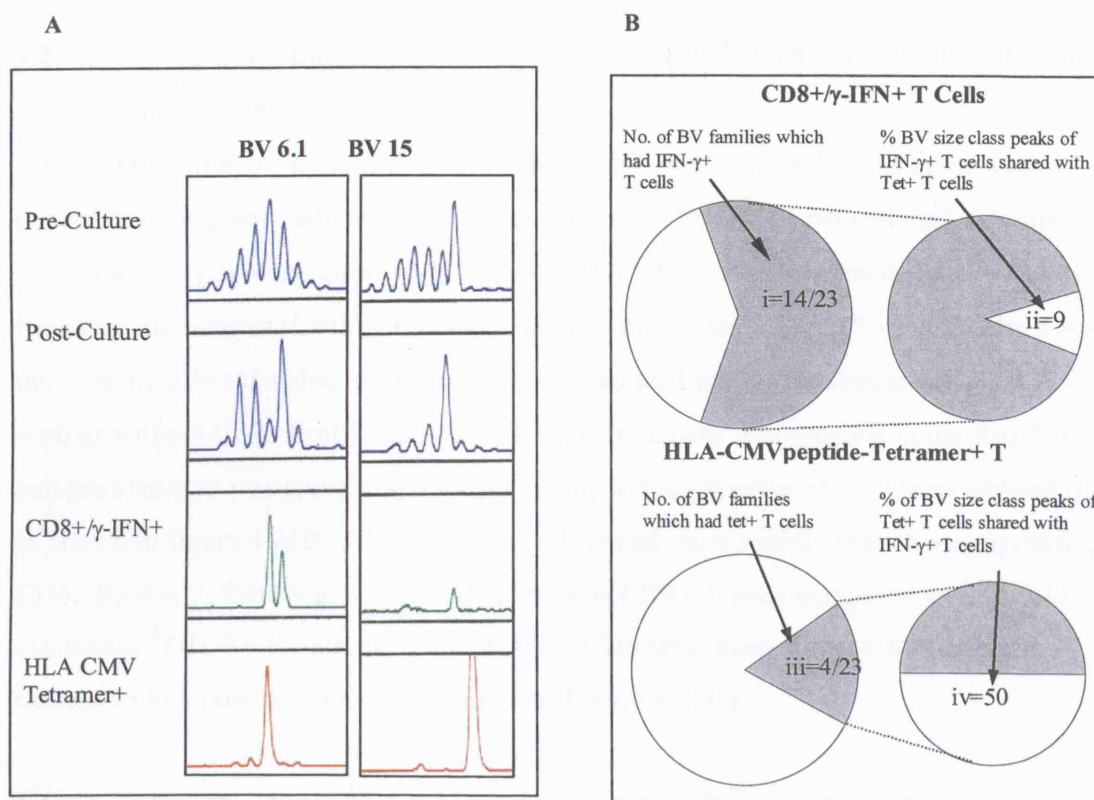 A
BV 6.1 BV 15
Pre-Culture
Post-Culture
CD8+/γ-IFN+
HLA CMV
Tetramer+
B
CD8+/γ-IFN+ T Cells
No. of BV families which
had IFN-γ+
T cells
% BV size class peaks of
IFN-γ+ T cells shared with
Tet+ T cells
i=14/23
ii=9
HLA-CMVpeptide-Tetramer+ T
No. of BV families
which had tet+ T cells
% of BV size class peaks of
Tet+ T cells shared with
IFN-γ+ T cells
iii=4/23
iv=50